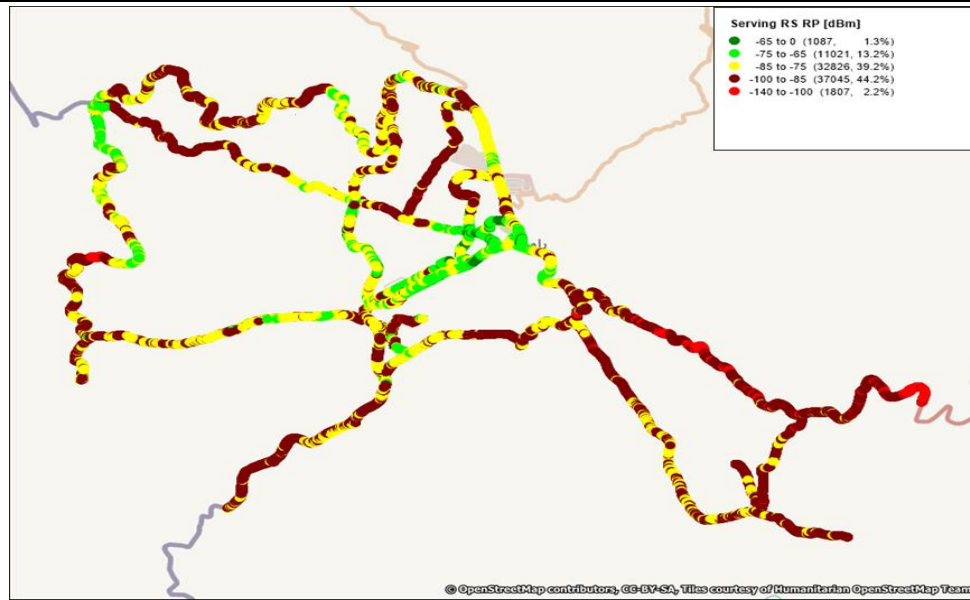 Serving RS RP [dBm]
-65 to 0 (1087, 1.3%)
-75 to -65 (11021, 13.2%)
-85 to -75 (32826, 39.2%)
-100 to -85 (37045, 44.2%)
-140 to -100 (1807, 2.2%)
© OpenStreetMap contributors, CC-BY-SA, Tiles courtesy of Humanitarian OpenStreetMap Team